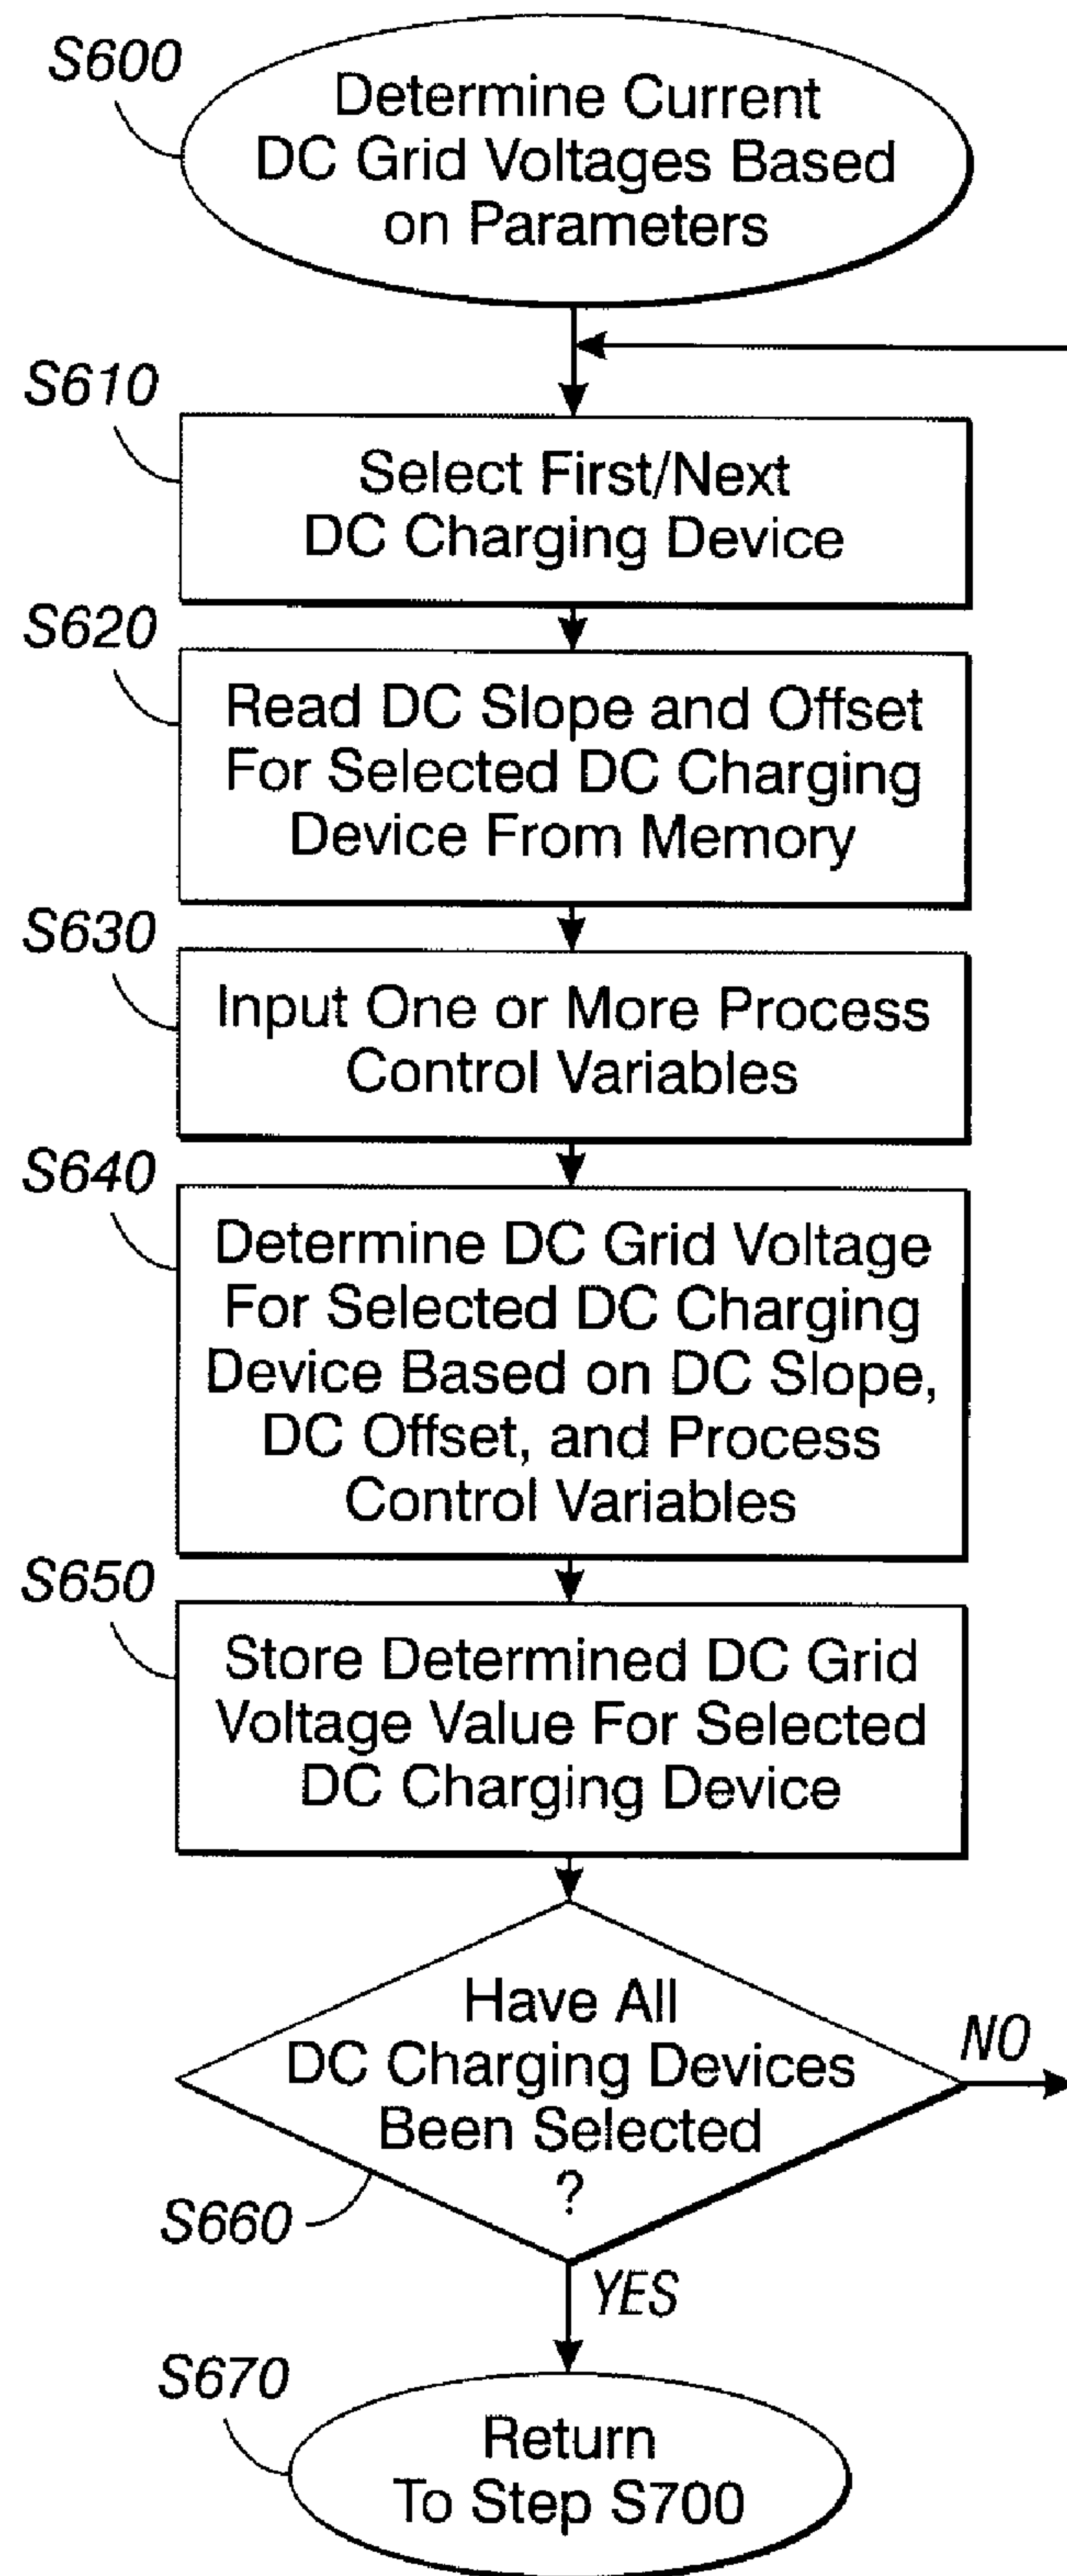 S600
Determine Current
DC Grid Voltages Based
on Parameters
S610
Select First/Next
DC Charging Device
S620
Read DC Slope and Offset
For Selected DC Charging
Device From Memory
S630
Input One or More Process
Control Variables
S640
Determine DC Grid Voltage
For Selected DC Charging
Device Based on DC Slope,
DC Offset, and Process
Control Variables
S650
Store Determined DC Grid
Voltage Value For Selected
DC Charging Device
Have All
DC Charging Devices
Been Selected
?
NO
S660
YES
S670
Return
To Step S700